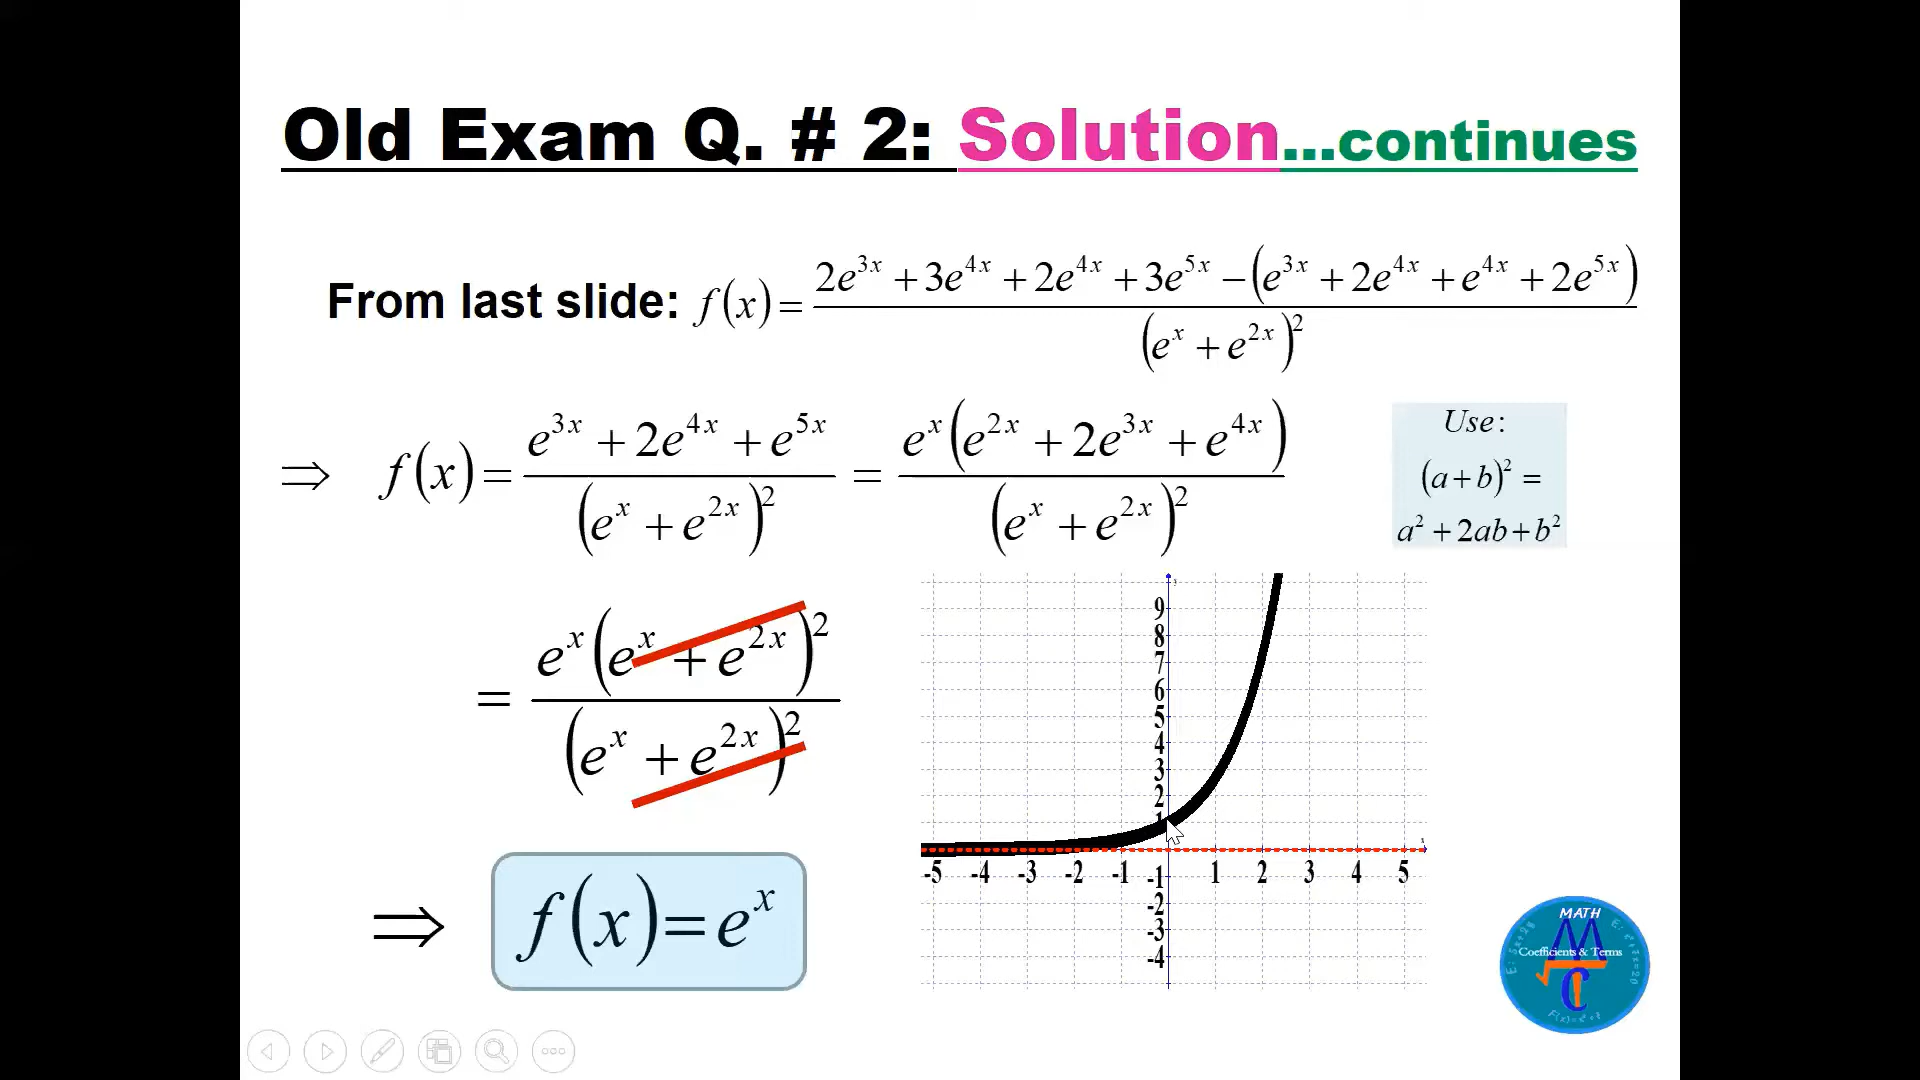 Old Exam Q. # 2: Solution...continues
From last slide: f(x) = (2e^{3x} + 3e^{4x} + 2e^{4x} + 3e^{5x} − (e^{3x} + 2e^{4x} + e^{4x} + 2e^{5x})) / (e^x + e^{2x})^2
⇒ f(x) = (e^{3x} + 2e^{4x} + e^{5x}) / (e^x + e^{2x})^2 = e^x(e^{2x} + 2e^{3x} + e^{4x}) / (e^x + e^{2x})^2
Use:
(a+b)^2 =
a^2 + 2ab + b^2
= e^x(e^x + e^{2x})^2 / (e^x + e^{2x})^2
⇒ f(x) = e^x
9
8
7
6
5
4
3
2
1
-5 -4 -3 -2 -1 1 2 3 4 5
-1
-2
-3
-4
MATH
Coefficients & Terms